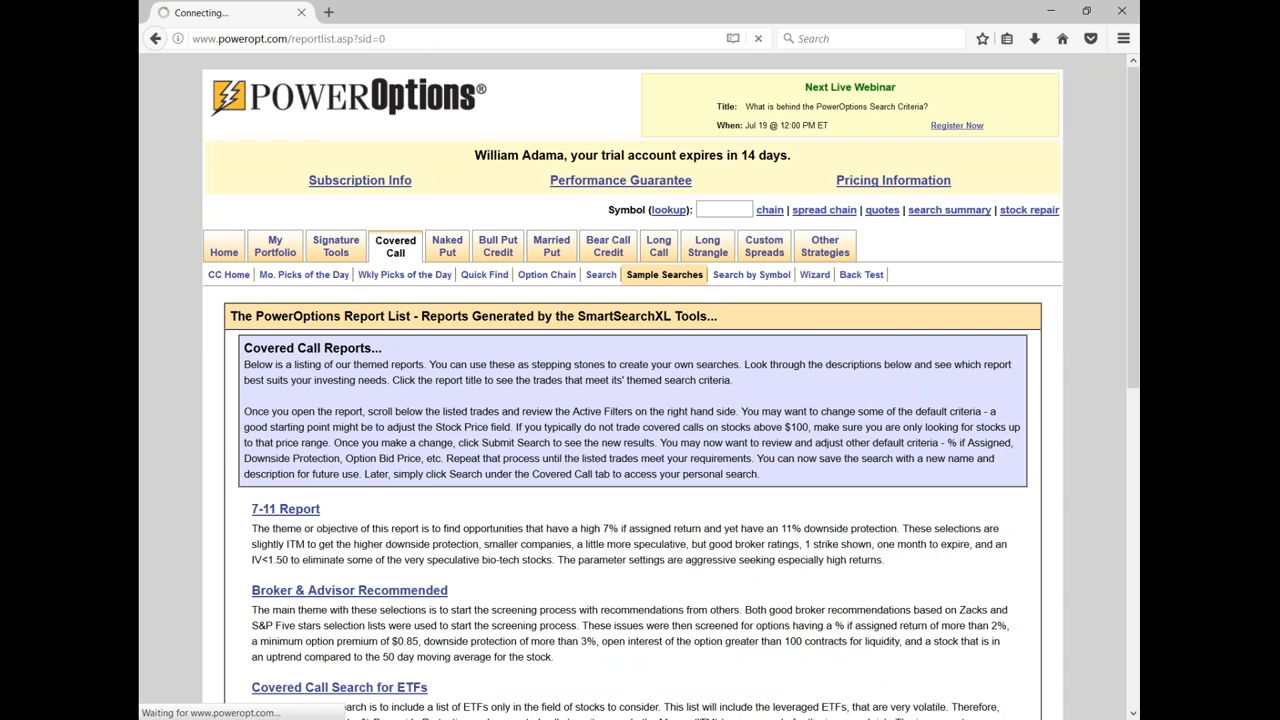 Connecting...
www.poweropt.com/reportlist.asp?sid=0
Search
POWEROptions®
Next Live Webinar
Title: What is behind the PowerOptions Search Criteria?
When: Jul 19 @ 12:00 PM ET Register Now
William Adama, your trial account expires in 14 days.
Subscription Info Performance Guarantee Pricing Information
Symbol (lookup): chain | spread chain | quotes | search summary | stock repair
Home My Portfolio Signature Tools Covered Call Naked Put Bull Put Credit Married Put Bear Call Credit Long Call Long Strangle Custom Spreads Other Strategies
CC Home | Mo. Picks of the Day | Wkly Picks of the Day | Quick Find | Option Chain | Search | Sample Searches | Search by Symbol | Wizard | Back Test |
The PowerOptions Report List - Reports Generated by the SmartSearchXL Tools...
Covered Call Reports...
Below is a listing of our themed reports. You can use these as stepping stones to create your own searches. Look through the descriptions below and see which report
best suits your investing needs. Click the report title to see the trades that meet its' themed search criteria.
Once you open the report, scroll below the listed trades and review the Active Filters on the right hand side. You may want to change some of the default criteria - a
good starting point might be to adjust the Stock Price field. If you typically do not trade covered calls on stocks above $100, make sure you are only looking for stocks up
to that price range. Once you make a change, click Submit Search to see the new results. You may now want to review and adjust other default criteria - % if Assigned,
Downside Protection, Option Bid Price, etc. Repeat that process until the listed trades meet your requirements. You can now save the search with a new name and
description for future use. Later, simply click Search under the Covered Call tab to access your personal search.
7-11 Report
The theme or objective of this report is to find opportunities that have a high 7% if assigned return and yet have an 11% downside protection. These selections are
slightly ITM to get the higher downside protection, smaller companies, a little more speculative, but good broker ratings, 1 strike shown, one month to expire, and an
IV<1.50 to eliminate some of the very speculative bio-tech stocks. The parameter settings are aggressive seeking especially high returns.
Broker & Advisor Recommended
The main theme with these selections is to start the screening process with recommendations from others. Both good broker recommendations based on Zacks and
S&P Five stars selection lists were used to start the screening process. These issues were then screened for options having a % if assigned return of more than 2%,
a minimum option premium of $0.85, downside protection of more than 3%, open interest of the option greater than 100 contracts for liquidity, and a stock that is in
an uptrend compared to the 50 day moving average for the stock.
Covered Call Search for ETFs
arch is to include a list of ETFs only in the field of stocks to consider. This list will include the leveraged ETFs, that are very volatile. Therefore,
Waiting for www.poweropt.com...